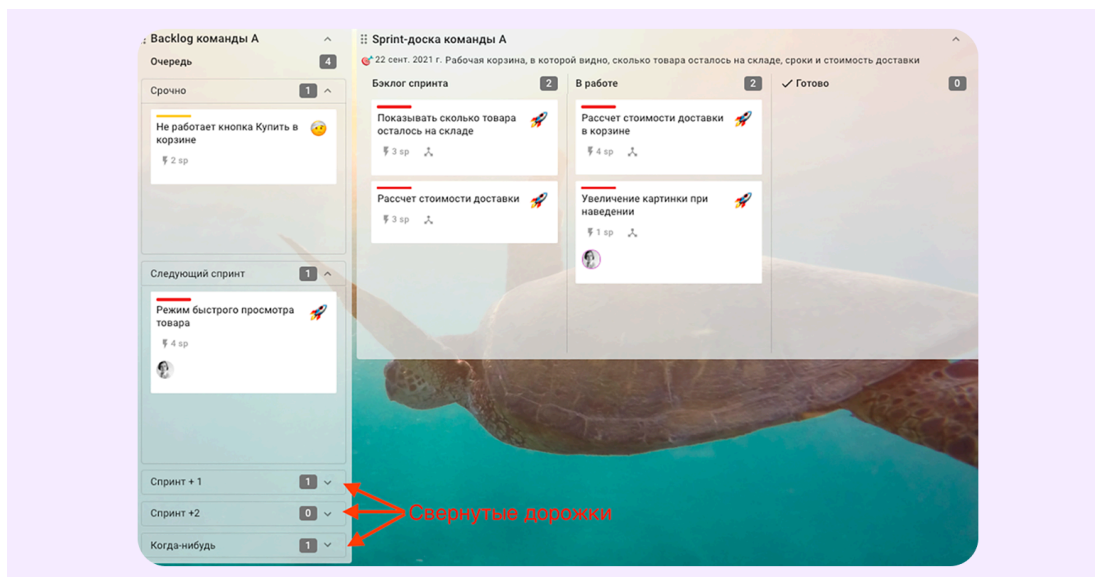 Backlog команды А
Очередь 4
Срочно 1
Не работает кнопка Купить в
корзине
2 sp
Следующий спринт 1
Режим быстрого просмотра
товара
4 sp
Спринт + 1 1
Спринт +2 0
Когда-нибудь 1
Sprint-доска команды А
22 сент. 2021 г. Рабочая корзина, в которой видно, сколько товара осталось на складе, сроки и стоимость доставки
Бэклог спринта 2
Показывать сколько товара
осталось на складе
3 sp
Рассчет стоимости доставки
3 sp
В работе 2
Рассчет стоимости доставки
в корзине
4 sp
Увеличение картинки при
наведении
1 sp
Готово 0
Свернутые дорожки